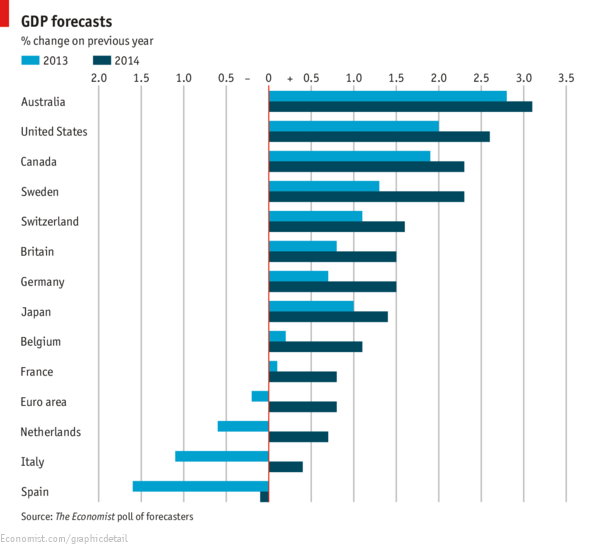 GDP forecasts
% change on previous year
2013 2014
2.0 1.5 1.0 0.5 – 0 + 0.5 1.0 1.5 2.0 2.5 3.0 3.5
Australia
United States
Canada
Sweden
Switzerland
Britain
Germany
Japan
Belgium
France
Euro area
Netherlands
Italy
Spain
Source: The Economist poll of forecasters
Economist.com/graphicdetail